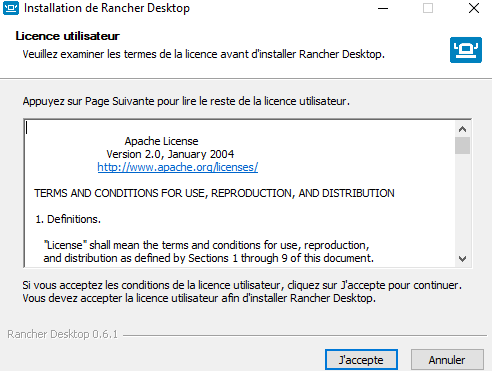 Installation de Rancher Desktop
Licence utilisateur
Veuillez examiner les termes de la licence avant d'installer Rancher Desktop.
Appuyez sur Page Suivante pour lire le reste de la licence utilisateur.
Apache License
Version 2.0, January 2004
http://www.apache.org/licenses/
TERMS AND CONDITIONS FOR USE, REPRODUCTION, AND DISTRIBUTION
1. Definitions.
"License" shall mean the terms and conditions for use, reproduction,
and distribution as defined by Sections 1 through 9 of this document.
Si vous acceptez les conditions de la licence utilisateur, cliquez sur J'accepte pour continuer.
Vous devez accepter la licence utilisateur afin d'installer Rancher Desktop.
Rancher Desktop 0.6.1
J'accepte
Annuler